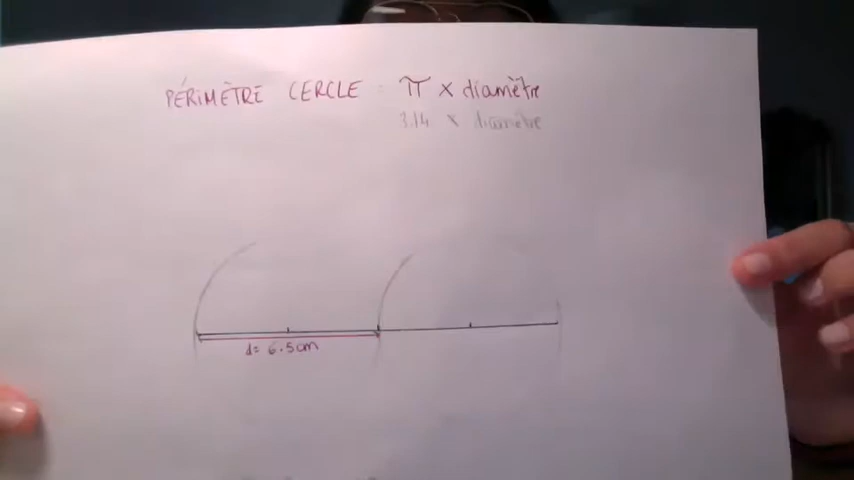 PÉRIMÈTRE CERCLE : π x diamètre
3.14 x diamètre
d= 6.5cm